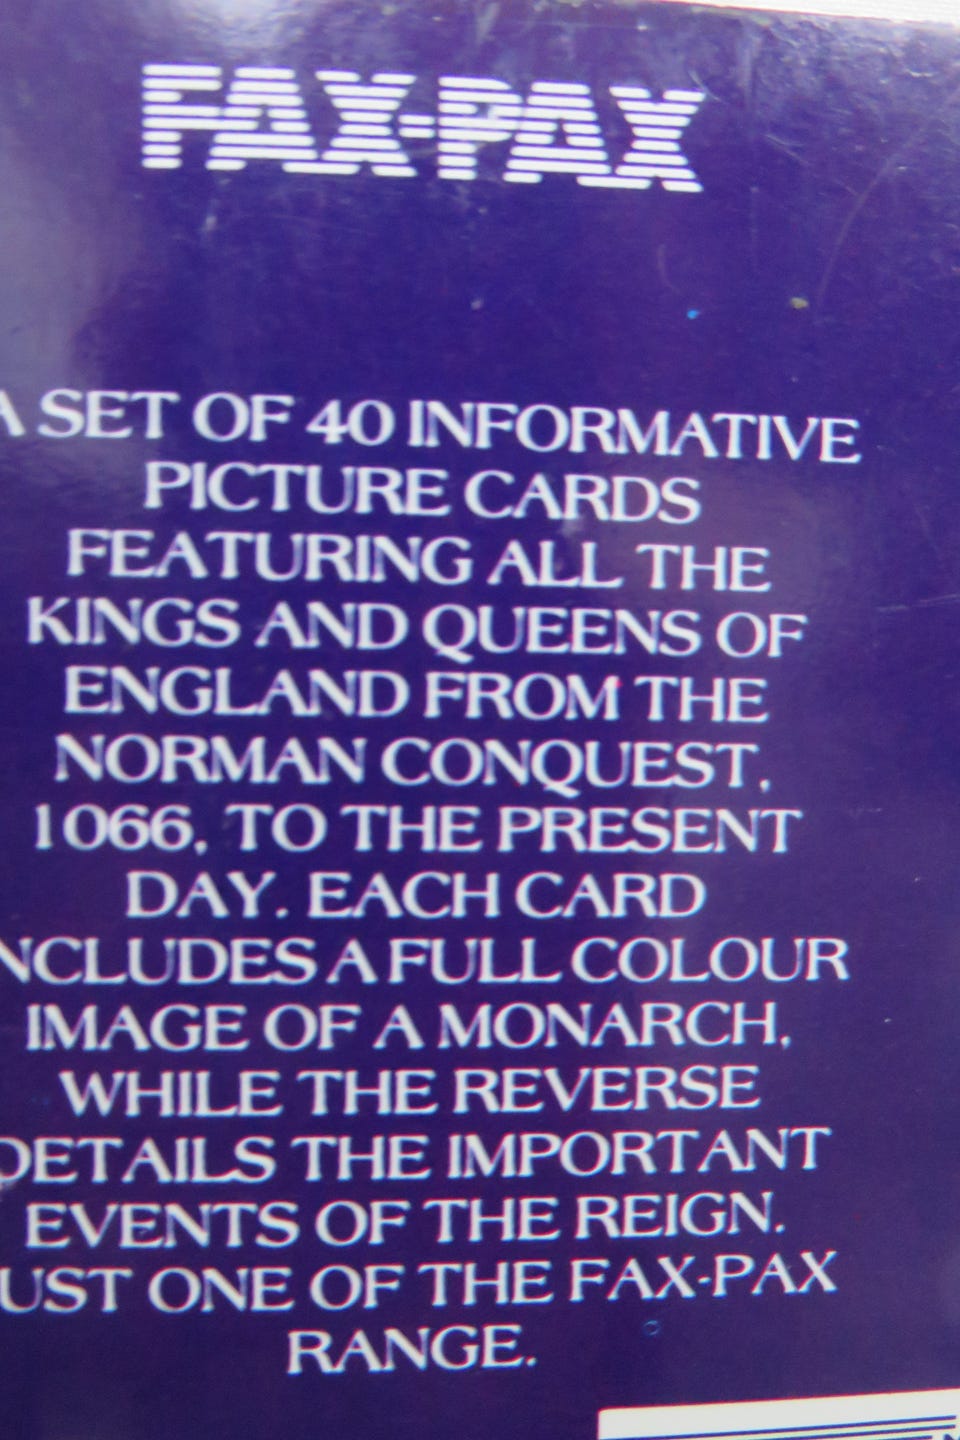 FAX-PAX
A SET OF 40 INFORMATIVE
PICTURE CARDS
FEATURING ALL THE
KINGS AND QUEENS OF
ENGLAND FROM THE
NORMAN CONQUEST,
1066, TO THE PRESENT
DAY. EACH CARD
NCLUDES A FULL COLOUR
IMAGE OF A MONARCH,
WHILE THE REVERSE
DETAILS THE IMPORTANT
EVENTS OF THE REIGN.
UST ONE OF THE FAX-PAX
RANGE.